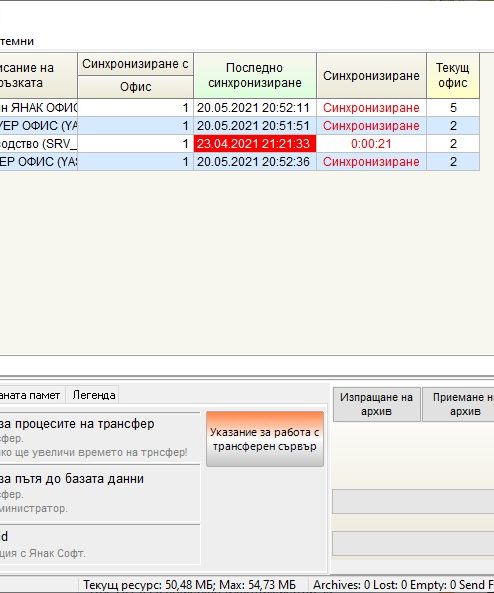 темни
исание на
ръзката
Синхронизиране с
Офис
Последно
синхронизиране
Синхронизиране
Текущ
офис
н ЯНАК ОФИС 1 20.05.2021 20:52:11 Синхронизиране 5
УЕР ОФИС (YA 1 20.05.2021 20:51:51 Синхронизиране 2
водство (SRV_ 1 23.04.2021 21:21:33 0:00:21 2
ЕР ОФИС (YAS 1 20.05.2021 20:52:36 Синхронизиране 2
аната памет Легенда
за процесите на трансфер
сфер.
ко ще увеличи времето на трнсфер!
за пътя до базата данни
сфер.
министратор.
id
ция с Янак Софт.
Указание за работа с
трансферен сървър
Изпращане на
архив
Приемане на
архив
Текущ ресурс: 50,48 МБ; Max: 54,73 МБ Archives: 0 Lost: 0 Empty: 0 Send F